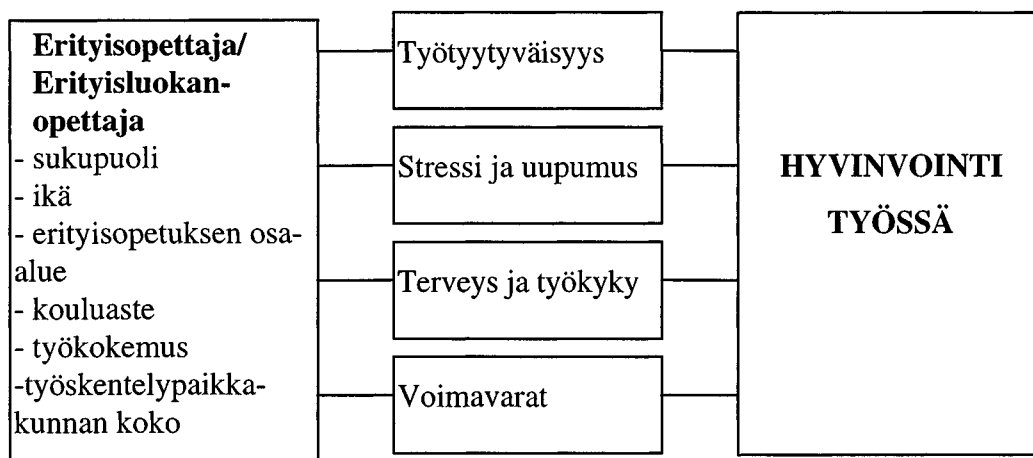 Erityisopettaja/
Erityisluokan-
opettaja
- sukupuoli
- ikä
- erityisopetuksen osa-
alue
- kouluaste
- työkokemus
-työskentelypaikka-
kunnan koko
Työtyytyväisyys
Stressi ja uupumus
Terveys ja työkyky
Voimavarat
HYVINVOINTI
TYÖSSÄ